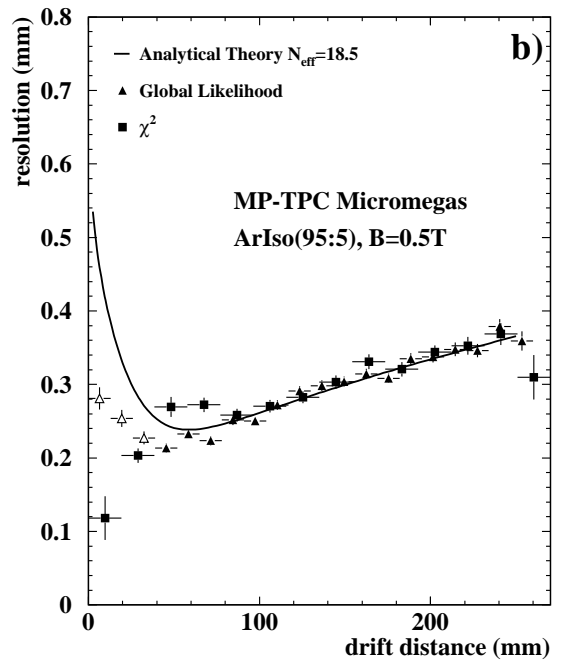 b)
Analytical Theory N_eff=18.5
Global Likelihood
χ²
MP-TPC Micromegas
ArIso(95:5), B=0.5T
resolution (mm)
0.8
0.7
0.6
0.5
0.4
0.3
0.2
0.1
0
0 100 200
drift distance (mm)